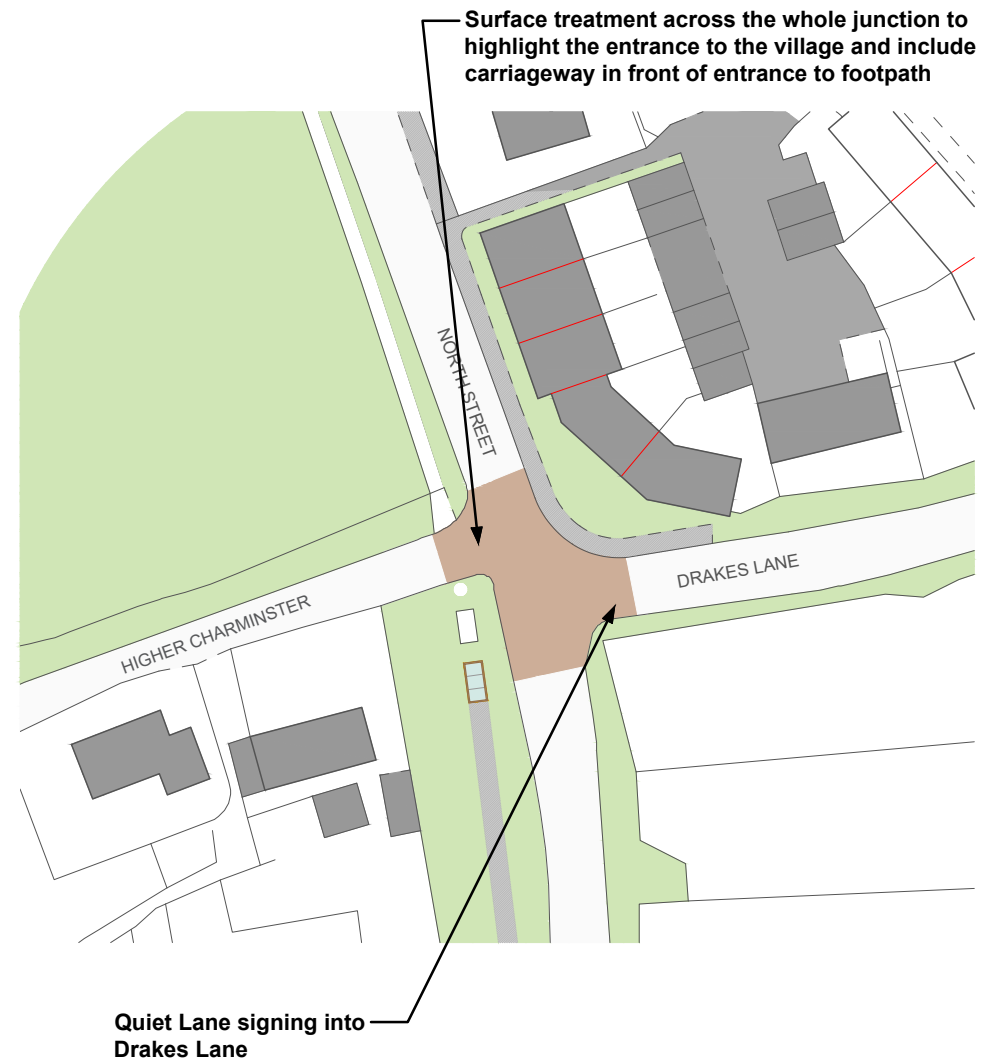 Surface treatment across the whole junction to
highlight the entrance to the village and include
carriageway in front of entrance to footpath
NORTH STREET
DRAKES LANE
HIGHER CHARMINSTER
Quiet Lane signing into
Drakes Lane